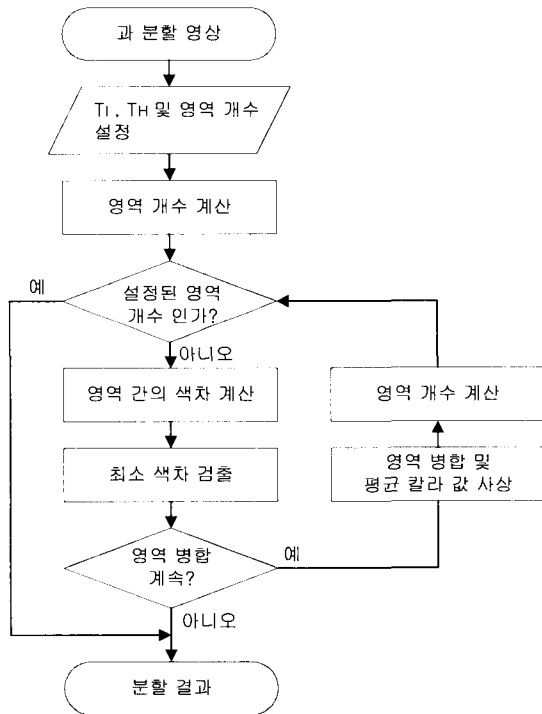 과 분할 영상
TI, TH 및 영역 개수
설정
영역 개수 계산
예
설정된 영역
개수 인가?
아니오
영역 간의 색차 계산
영역 개수 계산
최소 색차 검출
영역 병합 및
평균 칼라 값 사상
영역 병합
계속?
예
아니오
분할 결과